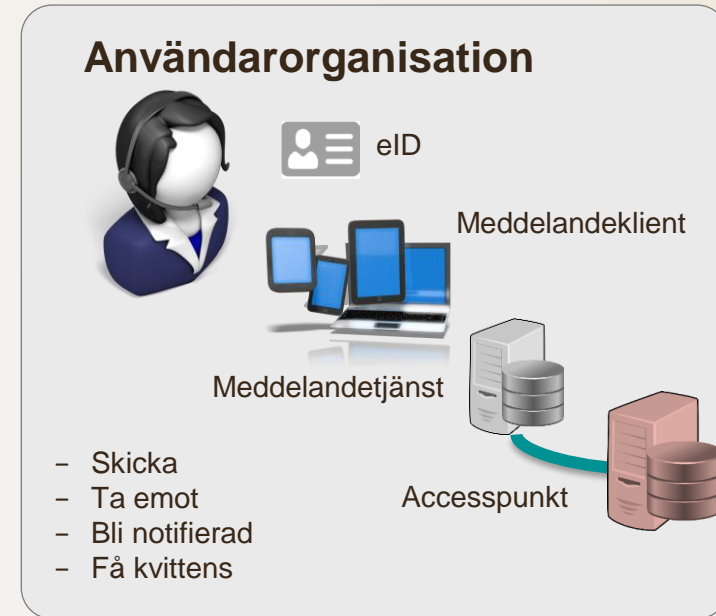 Användarorganisation
eID
Meddelandeklient
Meddelandetjänst
Accesspunkt
- Skicka
- Ta emot
- Bli notifierad
- Få kvittens